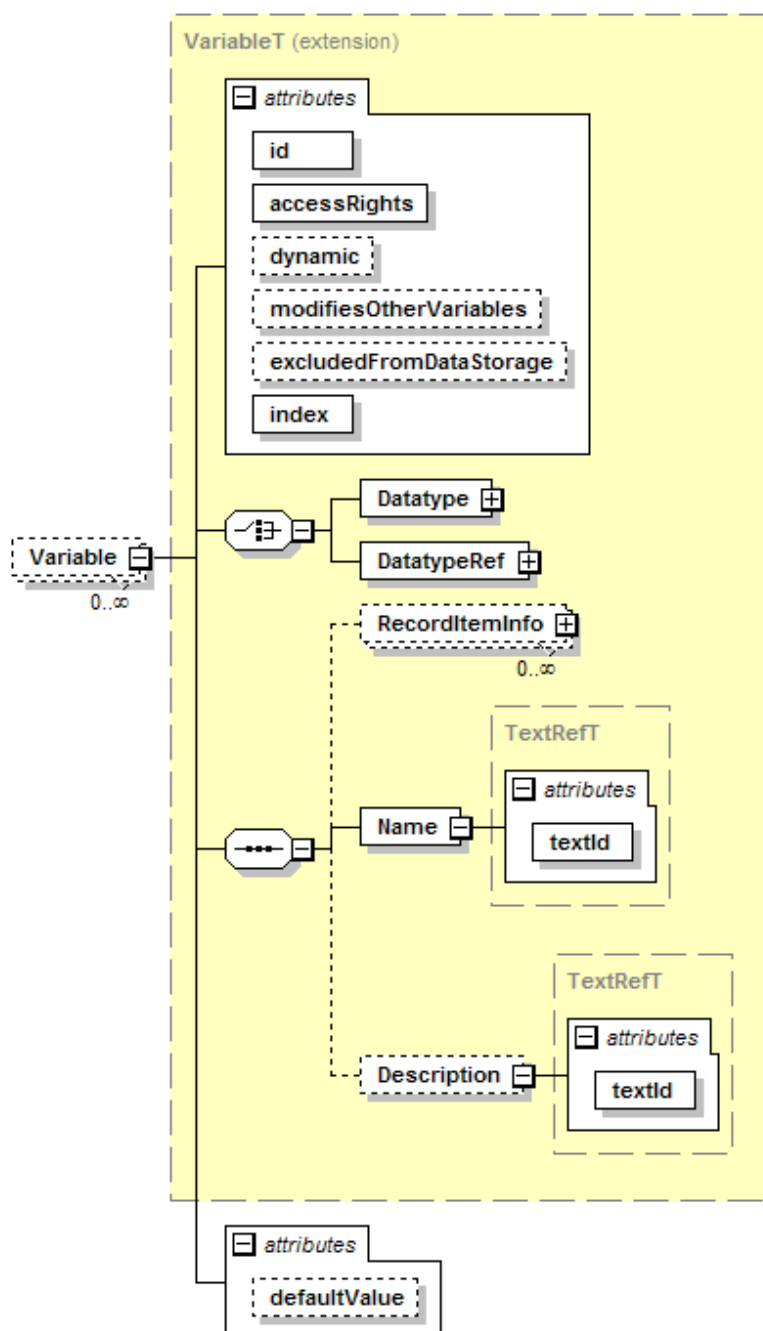 VariableT (extension)
attributes
id
accessRights
dynamic
modifiesOtherVariables
excludedFromDataStorage
index
Datatype
Variable
0..∞
DatatypeRef
RecordItemInfo
0..∞
TextRefT
attributes
Name
textId
TextRefT
attributes
Description
textId
attributes
defaultValue